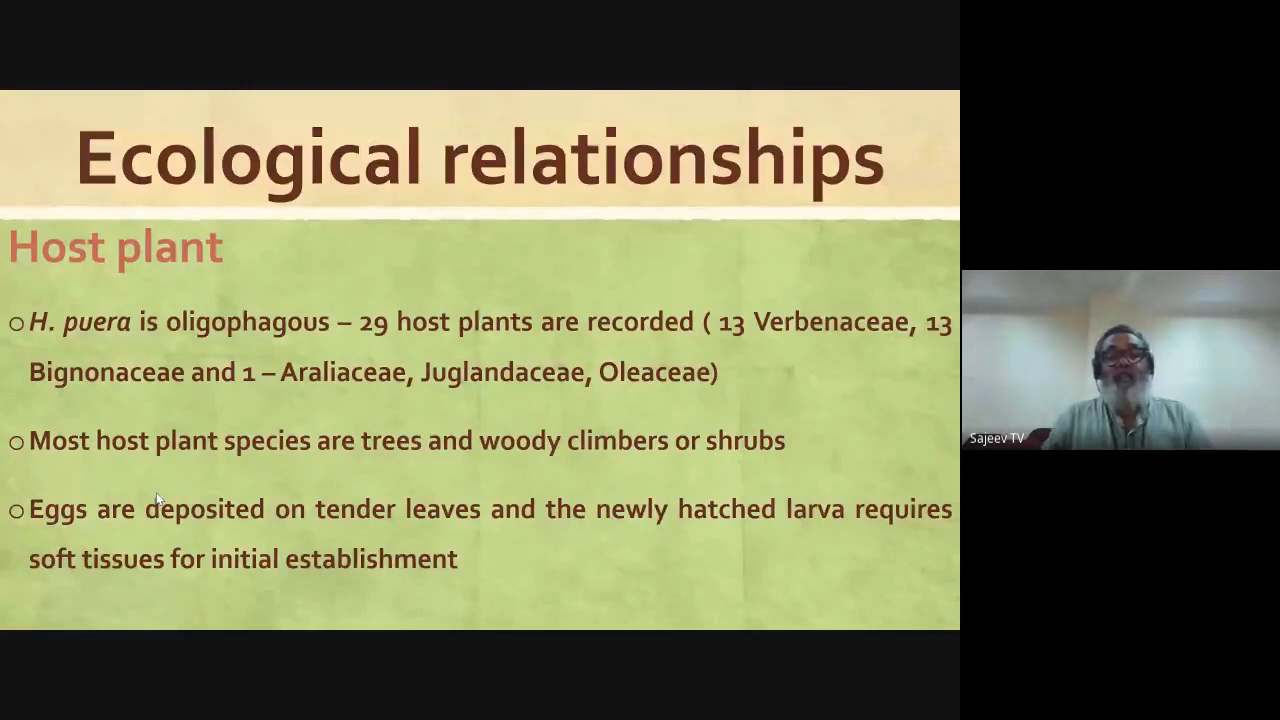 Ecological relationships
Host plant
○ H. puera is oligophagous – 29 host plants are recorded ( 13 Verbenaceae, 13
Bignonaceae and 1 – Araliaceae, Juglandaceae, Oleaceae)
○ Most host plant species are trees and woody climbers or shrubs
○ Eggs are deposited on tender leaves and the newly hatched larva requires
soft tissues for initial establishment
Sajeev TV